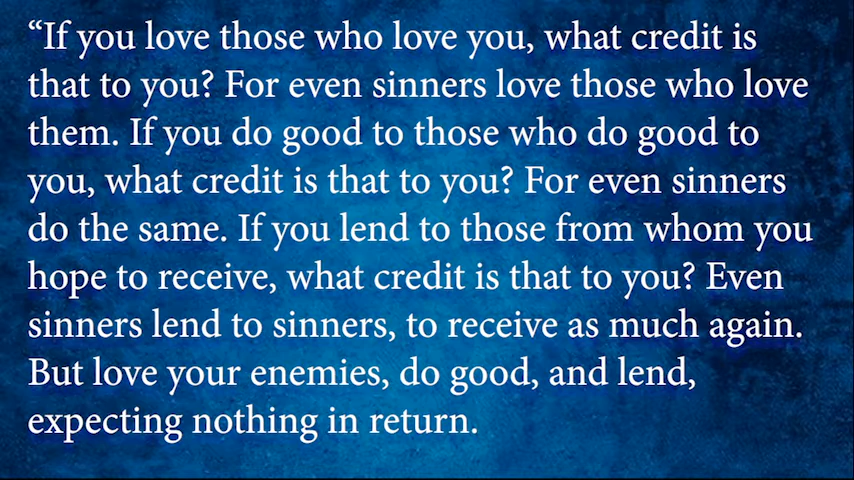 “If you love those who love you, what credit is
that to you? For even sinners love those who love
them. If you do good to those who do good to
you, what credit is that to you? For even sinners
do the same. If you lend to those from whom you
hope to receive, what credit is that to you? Even
sinners lend to sinners, to receive as much again.
But love your enemies, do good, and lend,
expecting nothing in return.